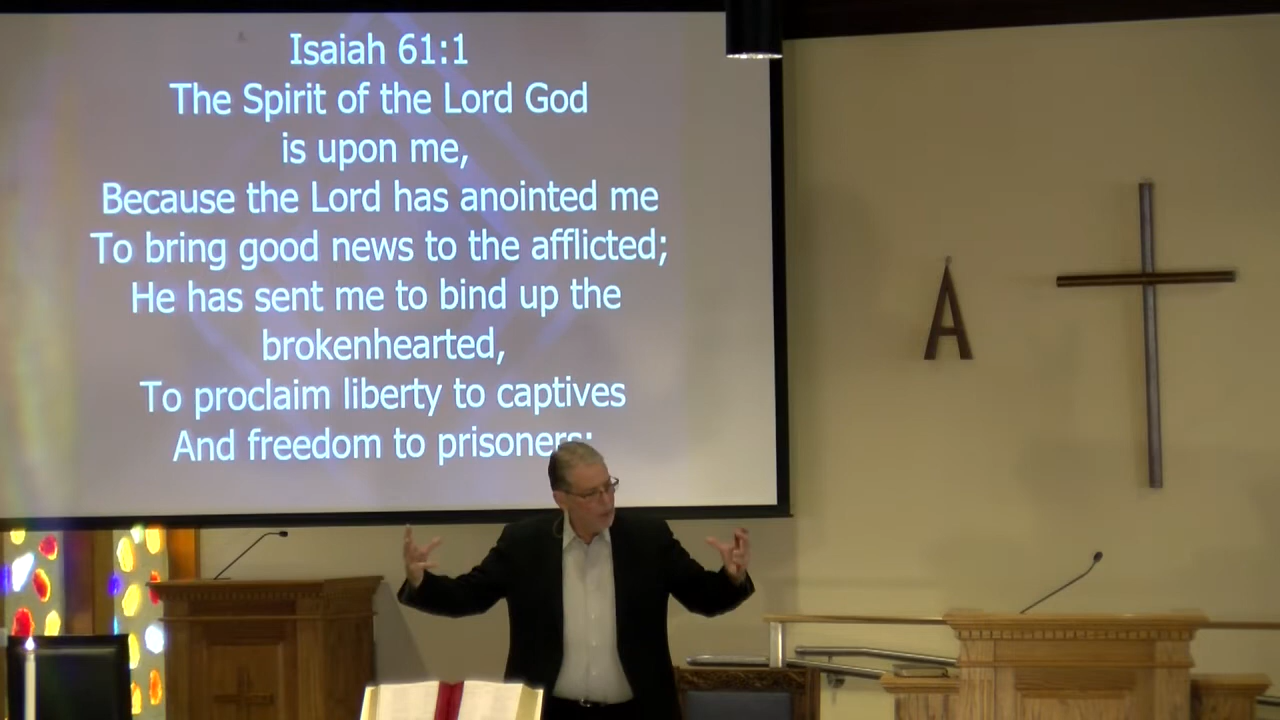 Isaiah 61:1
The Spirit of the Lord God
is upon me,
Because the Lord has anointed me
To bring good news to the afflicted;
He has sent me to bind up the
brokenhearted,
To proclaim liberty to captives
And freedom to prisoners;
A